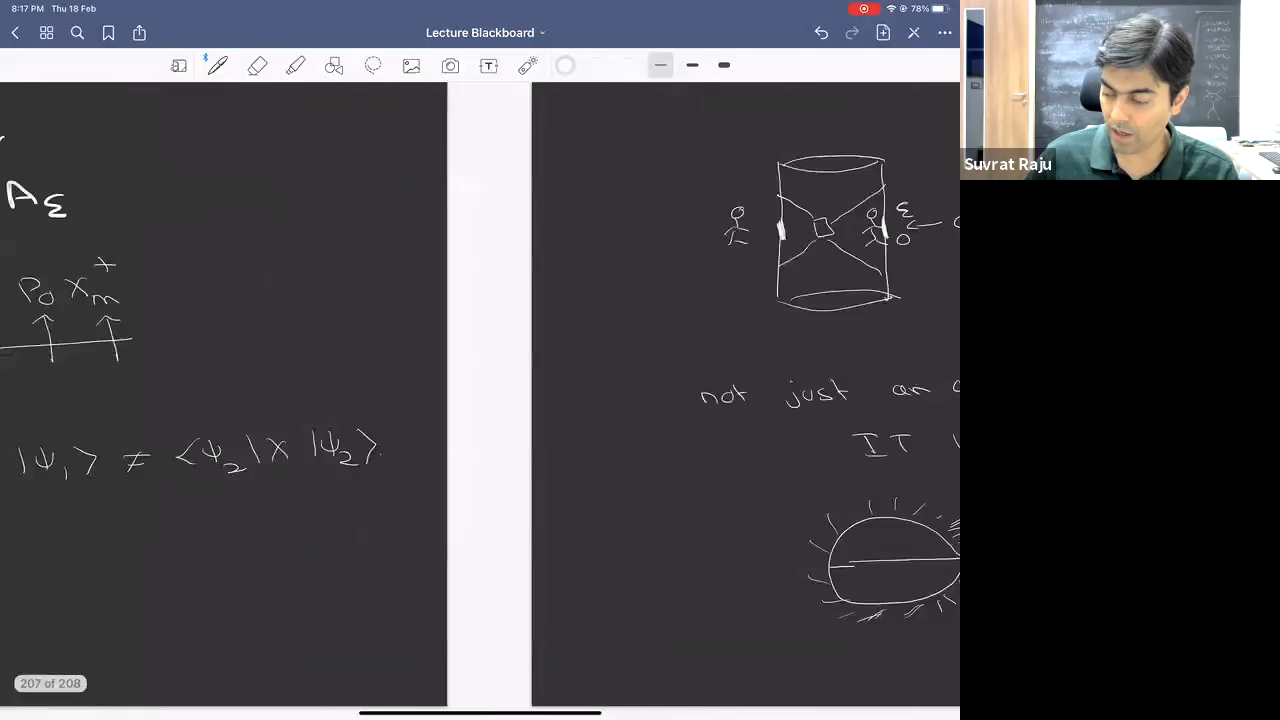 8:17 PM Thu 18 Feb
78%
Lecture Blackboard
Suvrat Raju
A_ε
P_0 X_m^+
|ψ_1⟩ ≠ ⟨ψ_2| X |ψ_2⟩.
ε
O
not just an
IT
207 of 208